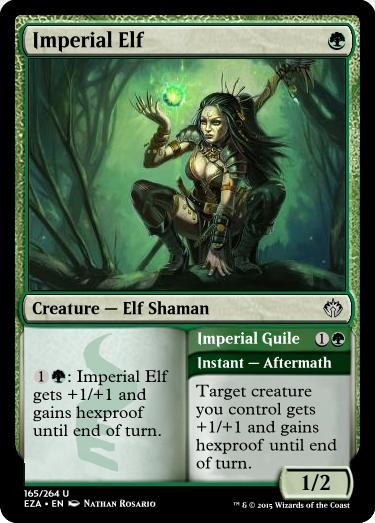 Imperial Elf
Creature — Elf Shaman
1 : Imperial Elf
gets +1/+1 and
gains hexproof
until end of turn.
Imperial Guile 1
Instant — Aftermath
Target creature
you control gets
+1/+1 and gains
hexproof until end
of turn.
1/2
165/264 U
EZA • EN Nathan Rosario
™ & © 2015 Wizards of the Coast